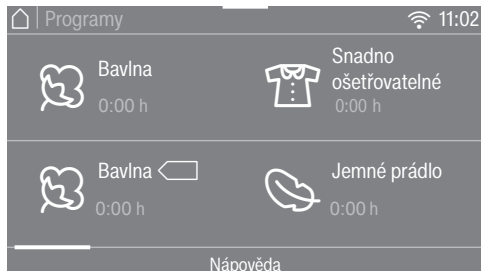 Programy 11:02
Bavlna
0:00 h
Snadno
ošetřovatelné
0:00 h
Bavlna
0:00 h
Jemné prádlo
0:00 h
Nápověda